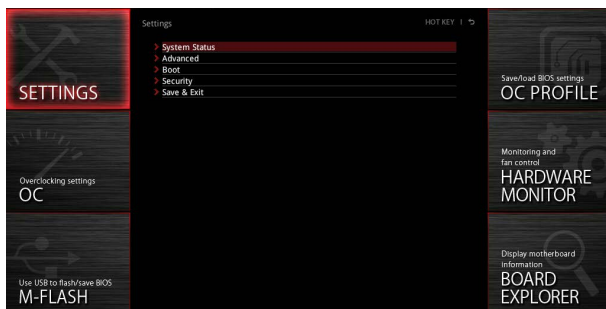 Settings
HOT KEY |
System Status
Advanced
Boot
Security
Save & Exit
SETTINGS
Overclocking settings
OC
Use USB to flash/save BIOS
M-FLASH
Save/load BIOS settings
OC PROFILE
Monitoring and
fan control
HARDWARE
MONITOR
Display motherboard
information
BOARD
EXPLORER